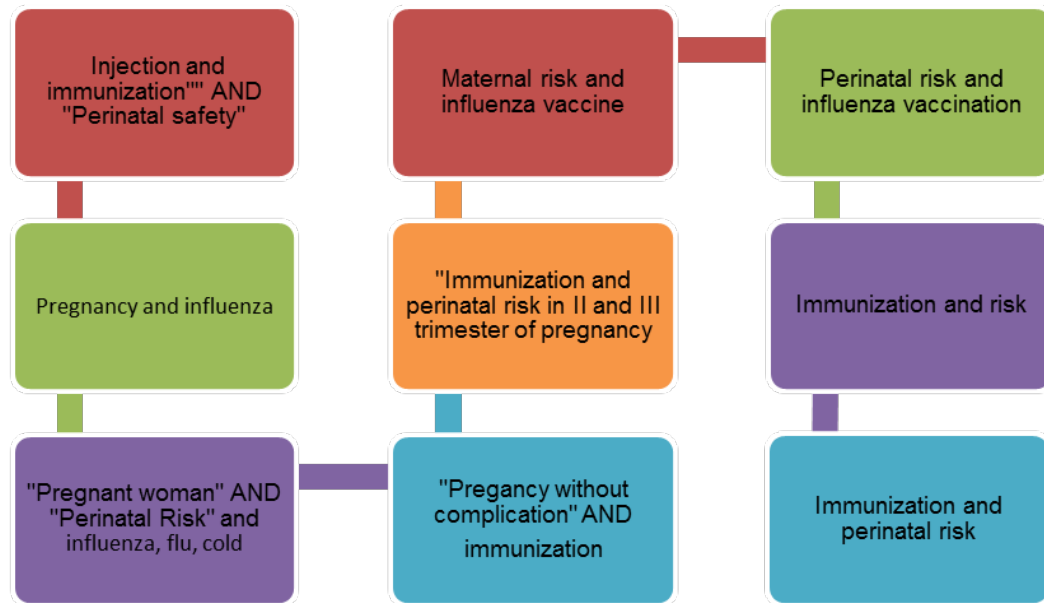 Injection and
immunization"" AND
"Perinatal safety"
Pregnancy and influenza
"Pregnant woman" AND
"Perinatal Risk" and
influenza, flu, cold
"Pregancy without
complication" AND
immunization
"Immunization and
perinatal risk in II and III
trimester of pregnancy
Maternal risk and
influenza vaccine
Perinatal risk and
influenza vaccination
Immunization and risk
Immunization and
perinatal risk